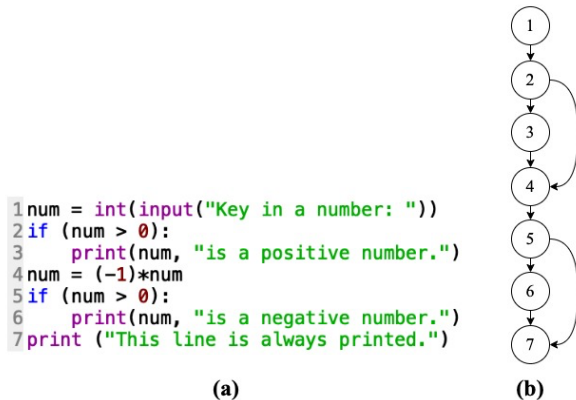 1 num = int(input("Key in a number: "))
2 if (num > 0):
3     print(num, "is a positive number.")
4 num = (-1)*num
5 if (num > 0):
6     print(num, "is a negative number.")
7 print ("This line is always printed.")
(a)
1
2
3
4
5
6
7
(b)